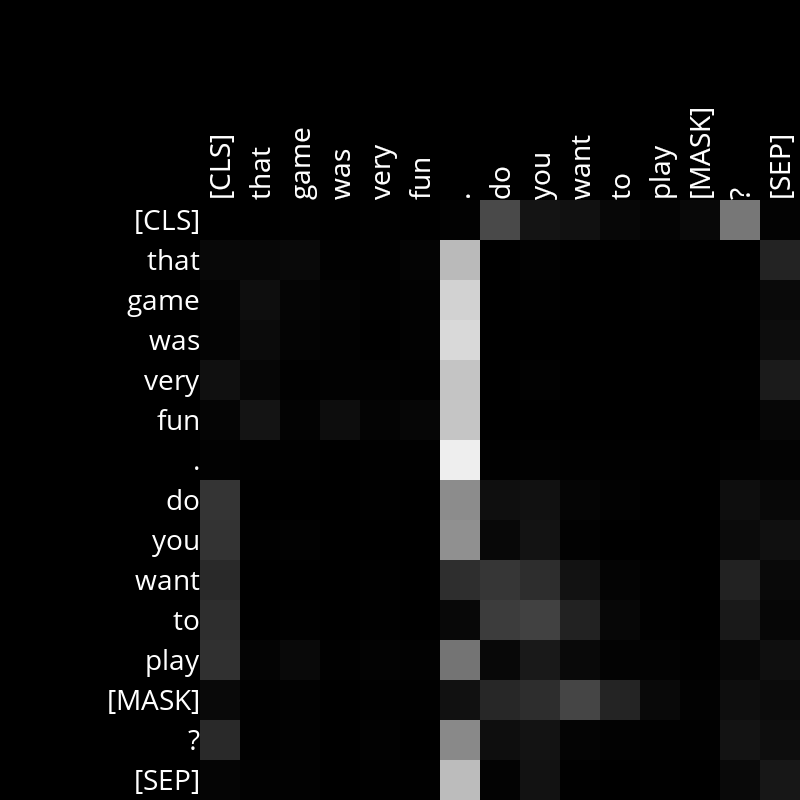 [CLS] that game was very fun . do you want to play [MASK] ? [SEP]
[CLS]
that
game
was
very
fun
.
do
you
want
to
play
[MASK]
?
[SEP]